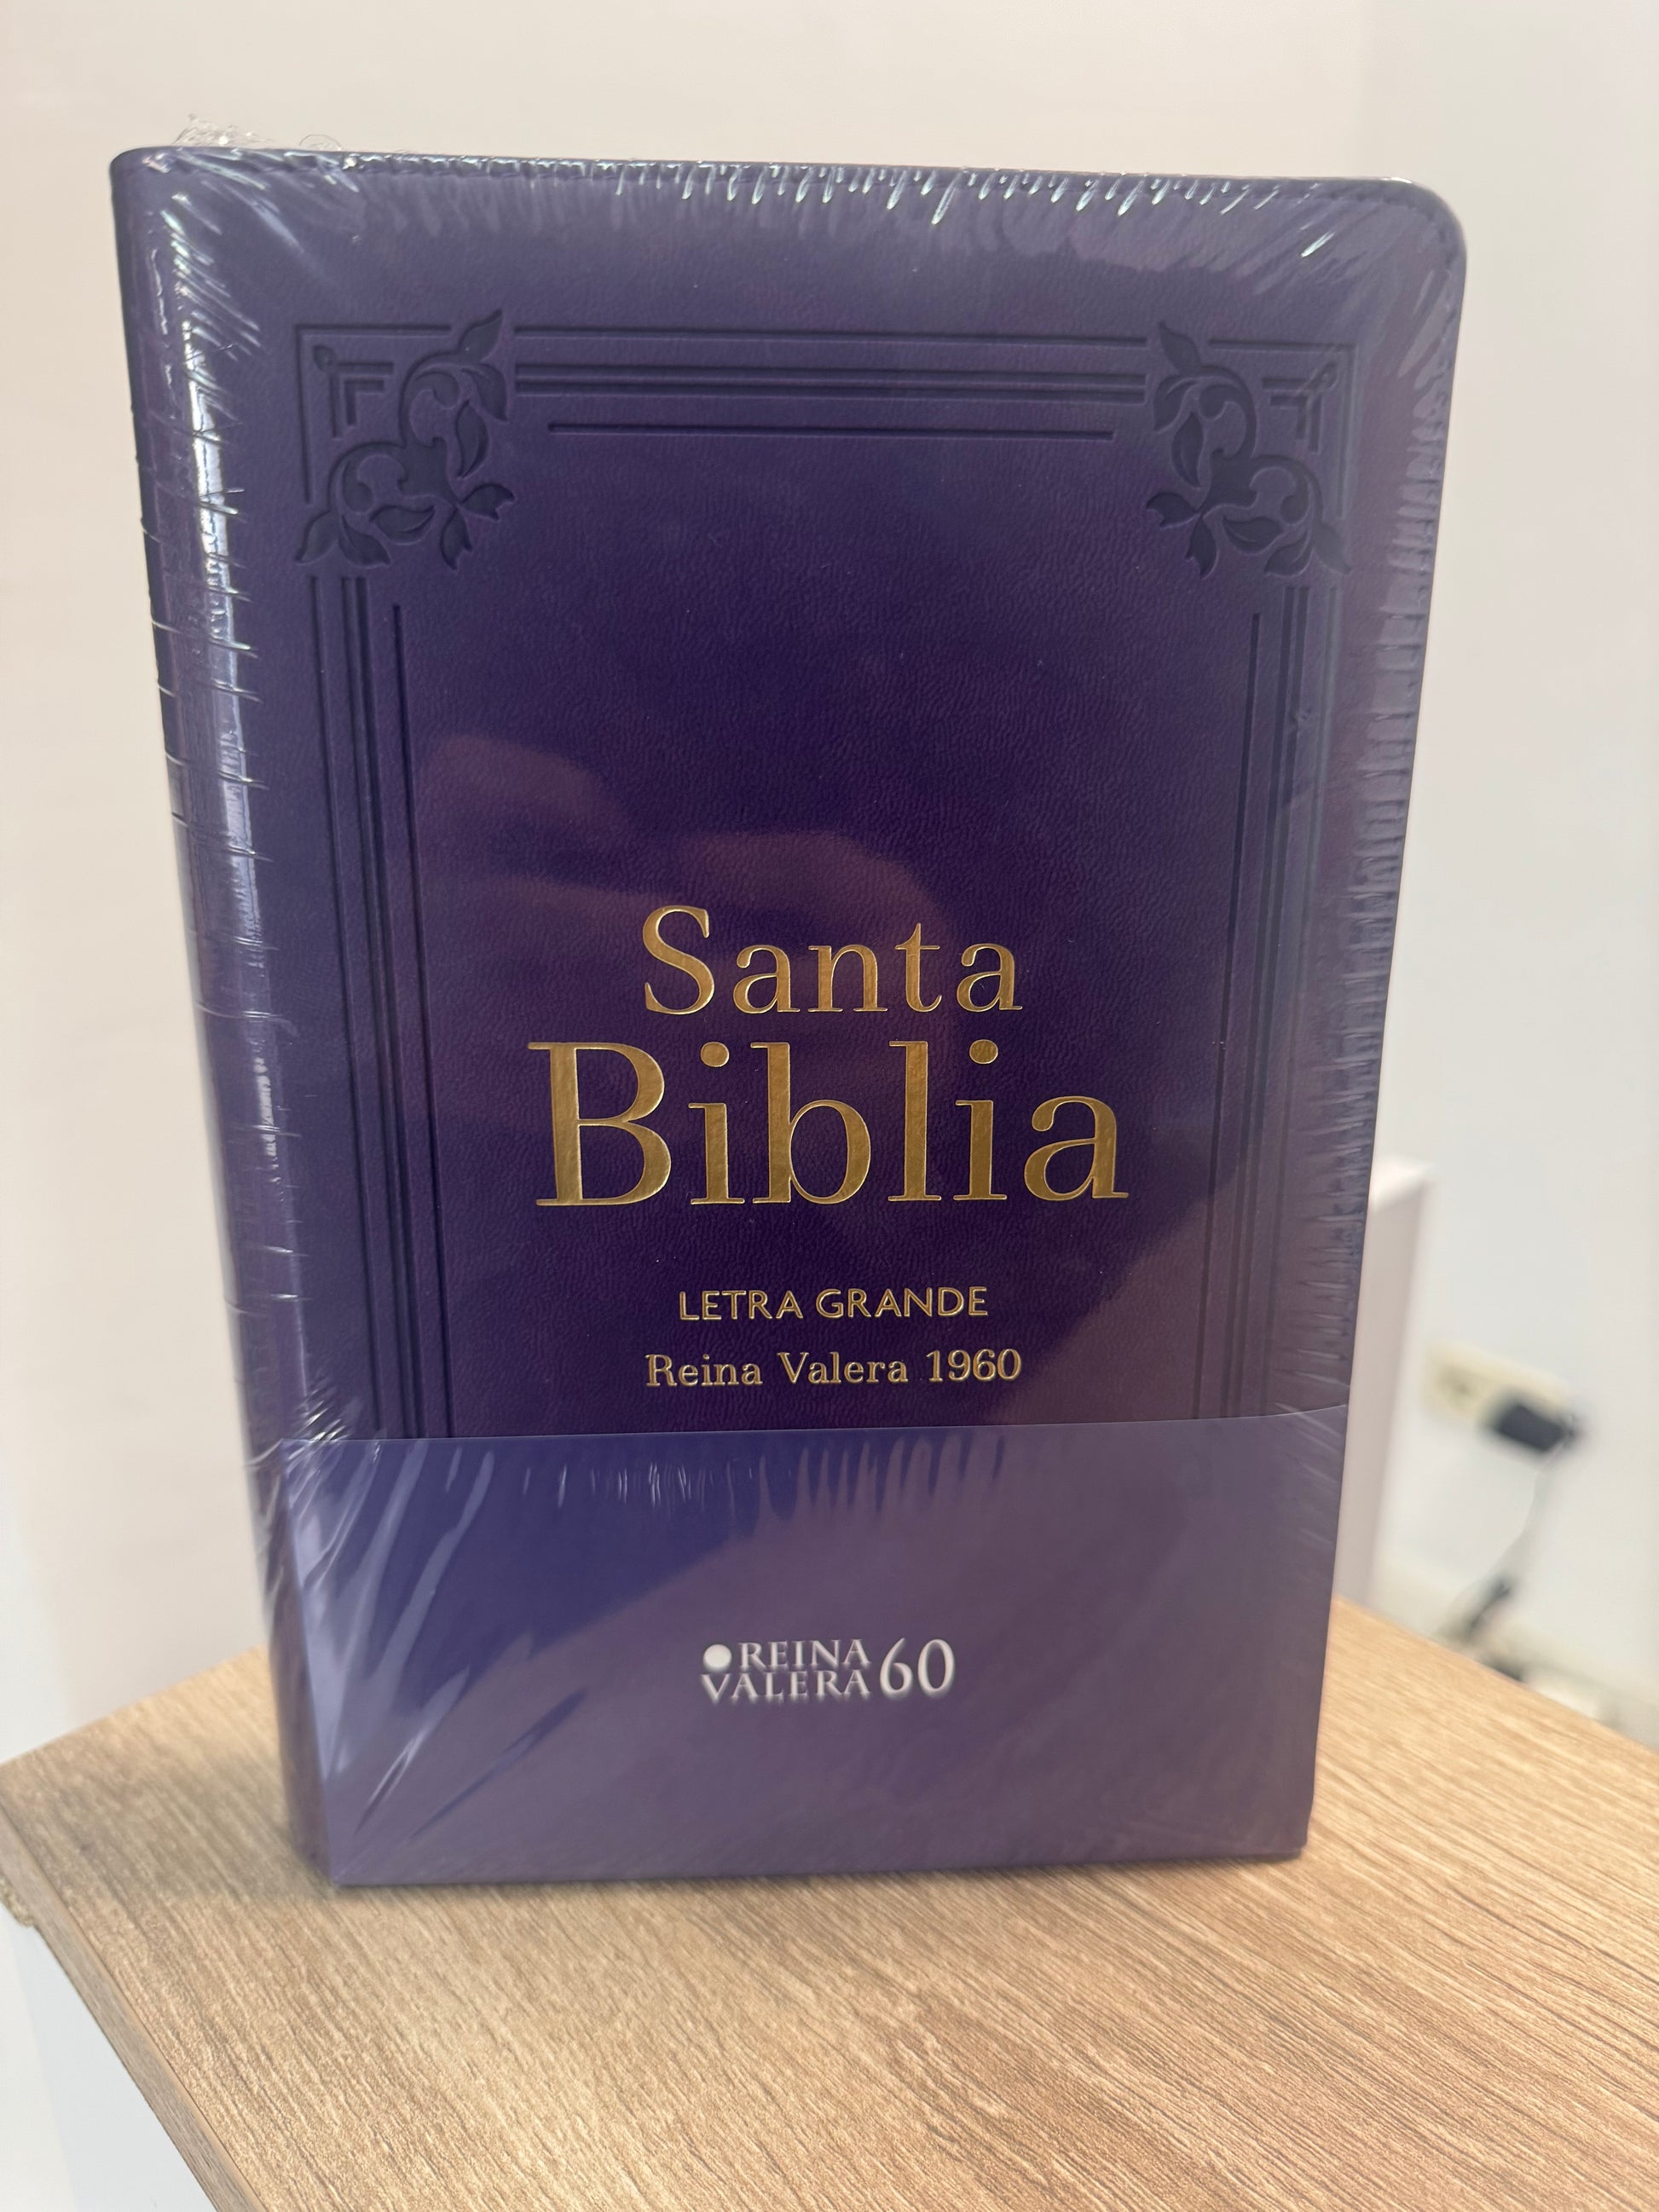 Santa
Biblia
LETRA GRANDE
Reina Valera 1960
REINA
VALERA 60